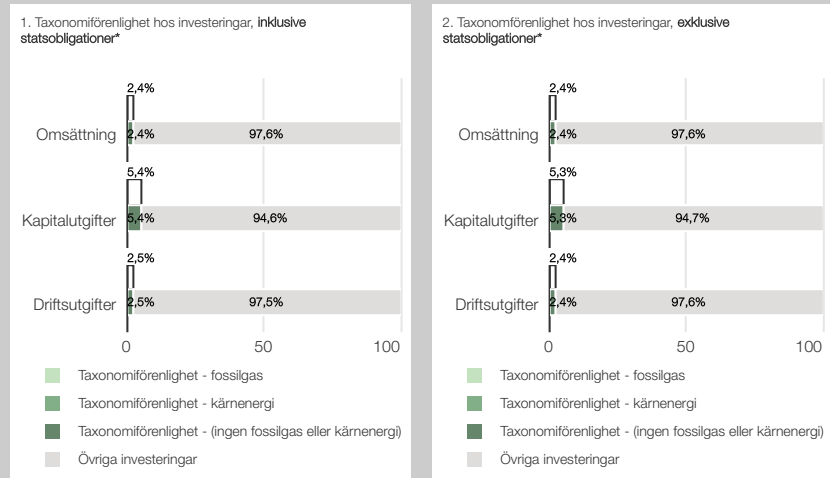 1. Taxonomiförenlighet hos investeringar, inklusive
statsobligationer*
2,4%
Omsättning 2,4% 97,6%
5,4%
Kapitalutgifter 5,4% 94,6%
2,5%
Driftsutgifter 2,5% 97,5%
0 50 100
Taxonomiförenlighet - fossilgas
Taxonomiförenlighet - kärnenergi
Taxonomiförenlighet - (ingen fossilgas eller kärnenergi)
Övriga investeringar
2. Taxonomförenlighet hos investeringar, exklusive
statsobligationer*
2,4%
Omsättning 2,4% 97,6%
5,3%
Kapitalutgifter 5,3% 94,7%
2,4%
Driftsutgifter 2,4% 97,6%
0 50 100
Taxonomiförenlighet - fossilgas
Taxonomiförenlighet - kärnenergi
Taxonomiförenlighet - (ingen fossilgas eller kärnenergi)
Övriga investeringar